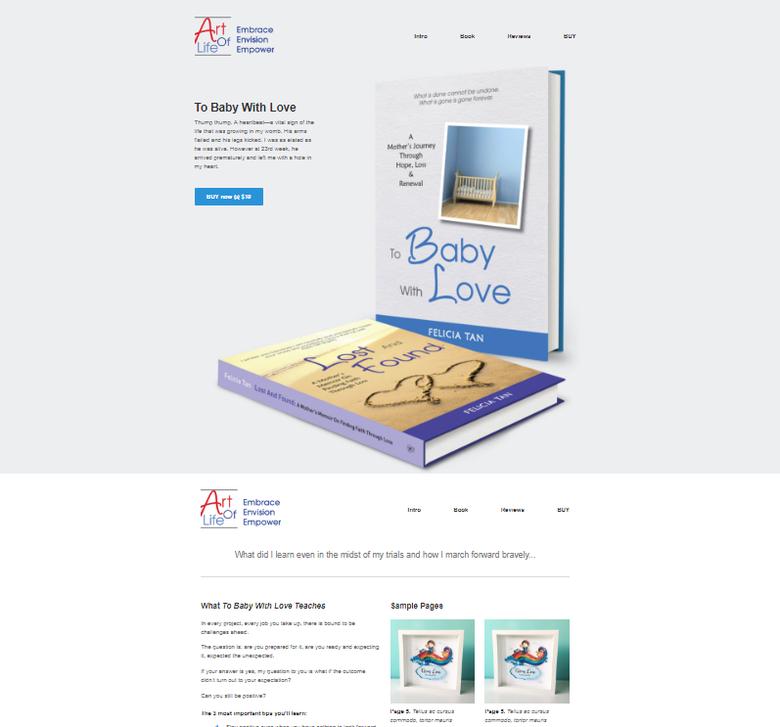 Art Of Life
Embrace
Envision
Empower
Intro Book Reviews BUY
To Baby With Love
Thump thump. A heartbeat—a vital sign of the
life that was growing in my womb. His arms
flailed and his legs kicked. I was as elated as
he was alive. However at 23rd week, he
arrived prematurely and left me with a hole in
my heart.
BUY now @ $18
What is done cannot be undone.
What is gone is gone forever.
A
Mother's Journey
Through
Hope, Loss
&
Renewal
To Baby
With Love
FELICIA TAN
Lost And
Found
A Mother's
Memoir On
Finding Faith
Through Loss
FELICIA TAN
Felicia Tan Lost And Found: A Mother's Memoir On Finding Faith Through Loss
Art Of Life
Embrace
Envision
Empower
Intro Book Reviews BUY
What did I learn even in the midst of my trials and how I march forward bravely...
What To Baby With Love Teaches
In every project, every job you take up, there is bound to be
challenges ahead.
The question is, are you prepared for it, are you ready and expecting
it, expected the unexpected.
If your answer is yes, my question to you is what if the outcome
didn't turn out to your expectation?
Can you still be positive?
The 3 most important tips you'll learn:
Sample Pages
Page 5. Tellus ac cursus
commodo, tortor mauris
Page 5. Tellus ac cursus
commodo, tortor mauris